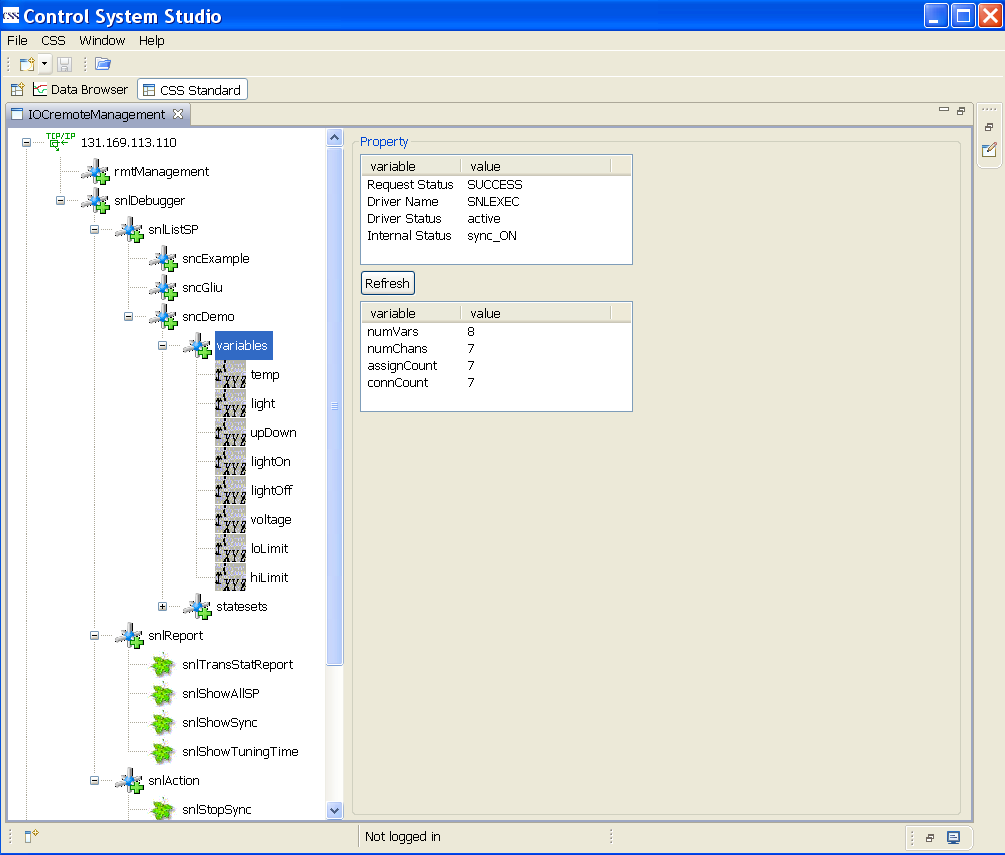 CSS Control System Studio
File CSS Window Help
Data Browser CSS Standard
IOCremoteManagement
TCP/IP 131.169.113.110
rmtManagement
snlDebugger
snlListSP
sncExample
sncGliu
sncDemo
variables
temp
light
upDown
lightOn
lightOff
voltage
loLimit
hiLimit
statesets
snlReport
snlTransStatReport
snlShowAllSP
snlShowSync
snlShowTuningTime
snlAction
snlStopSync
Property
variable value
Request Status SUCCESS
Driver Name SNLEXEC
Driver Status active
Internal Status sync_ON
Refresh
variable value
numVars 8
numChans 7
assignCount 7
connCount 7
Not logged in